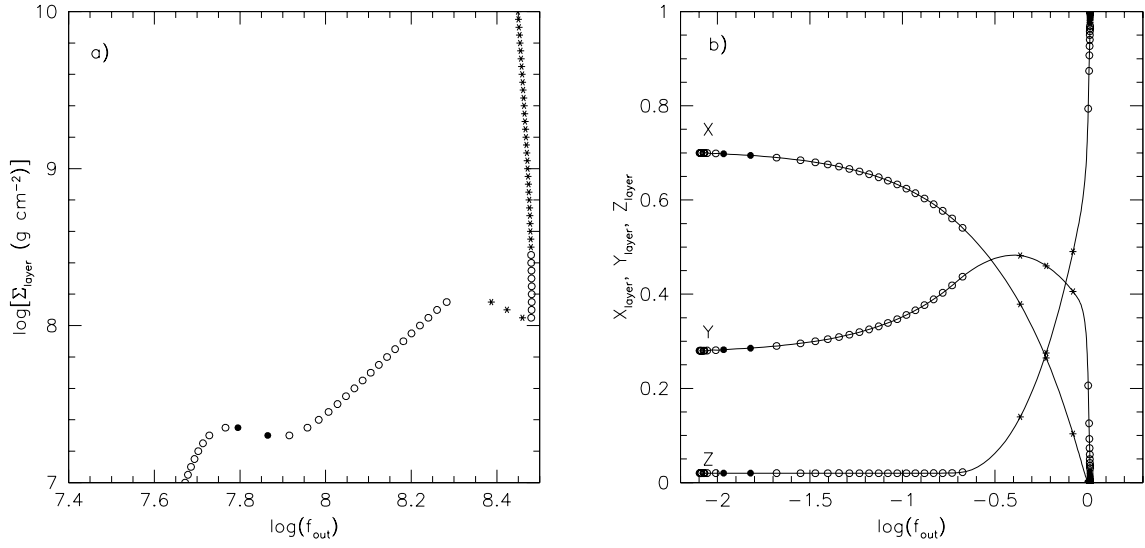 a)
10
9
8
7
log[Σlayer (g cm−2)]
7.4 7.6 7.8 8 8.2 8.4
log(fout)
b)
1
0.8
0.6
0.4
0.2
0
Xlayer, Ylayer, Zlayer
X
Y
Z
−2 −1.5 −1 −0.5 0
log(fout)